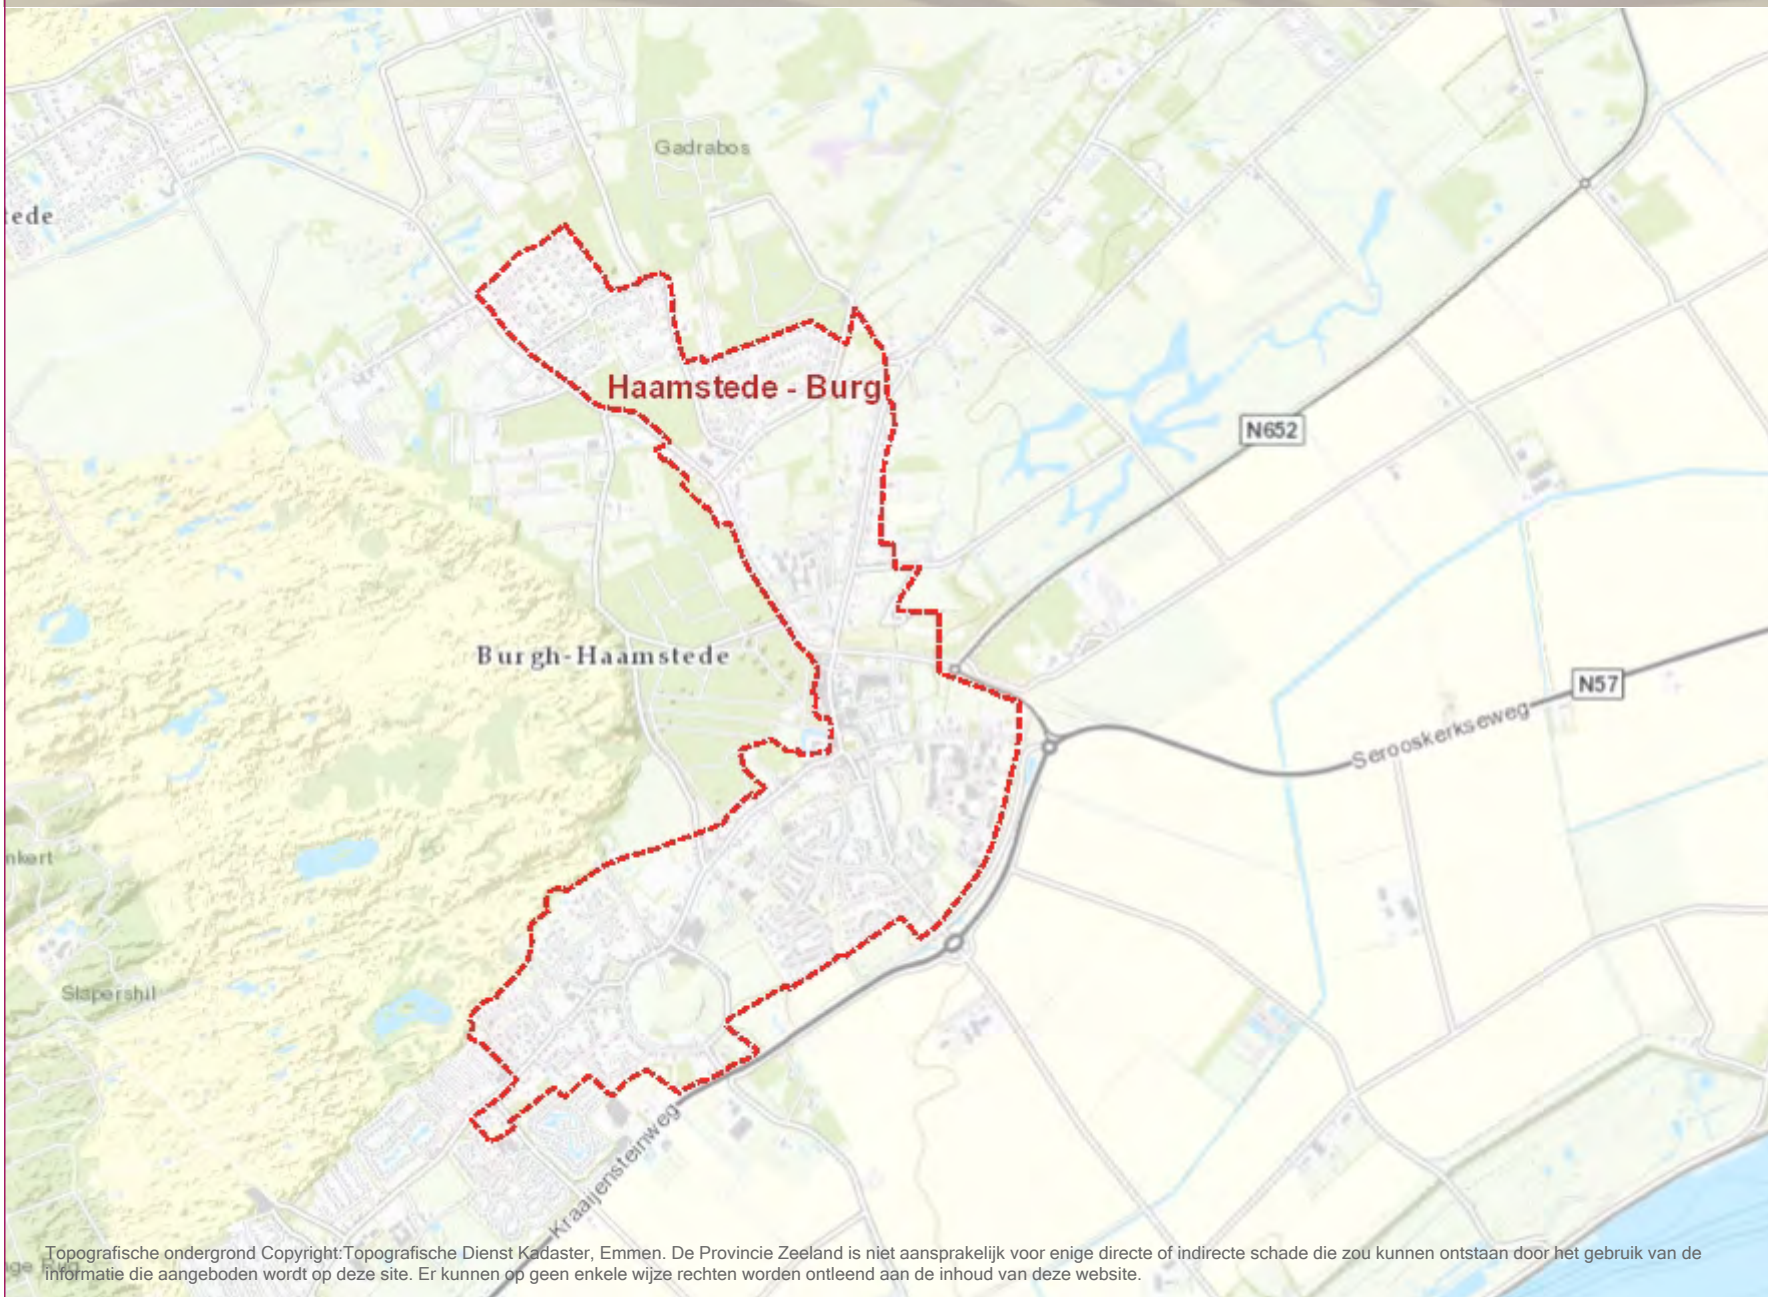 Gadrabos
Haamstede - Burg
N652
Burgh-Haamstede
N57
Serooskerkseweg
Slapershil
Kraaijensteinweg
Topografische ondergrond Copyright:Topografische Dienst Kadaster, Emmen. De Provincie Zeeland is niet aansprakelijk voor enige directe of indirecte schade die zou kunnen ontstaan door het gebruik van de
informatie die aangeboden wordt op deze site. Er kunnen op geen enkele wijze rechten worden ontleend aan de inhoud van deze website.